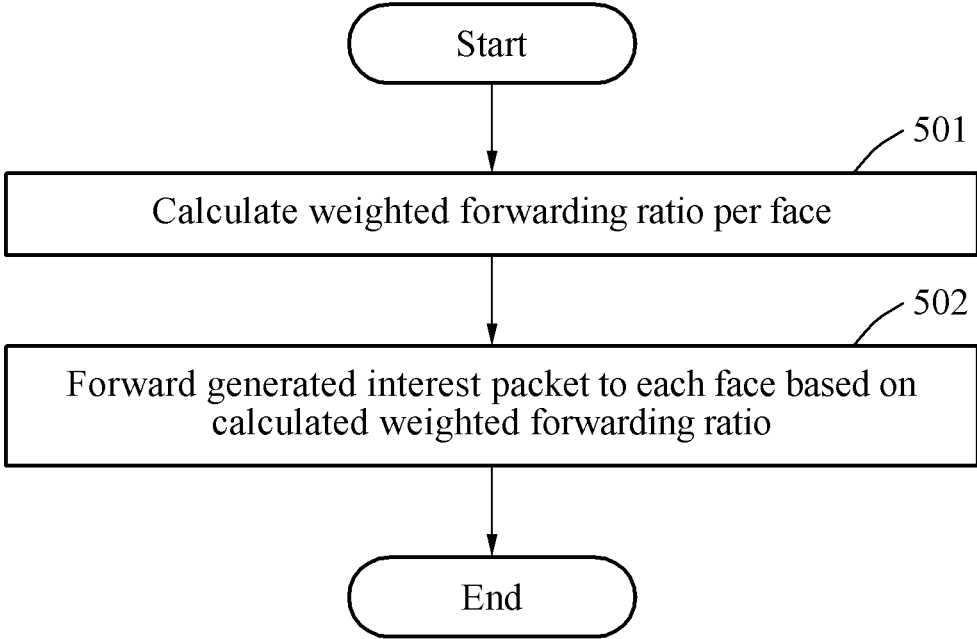 Start
501
Calculate weighted forwarding ratio per face
502
Forward generated interest packet to each face based on
calculated weighted forwarding ratio
End